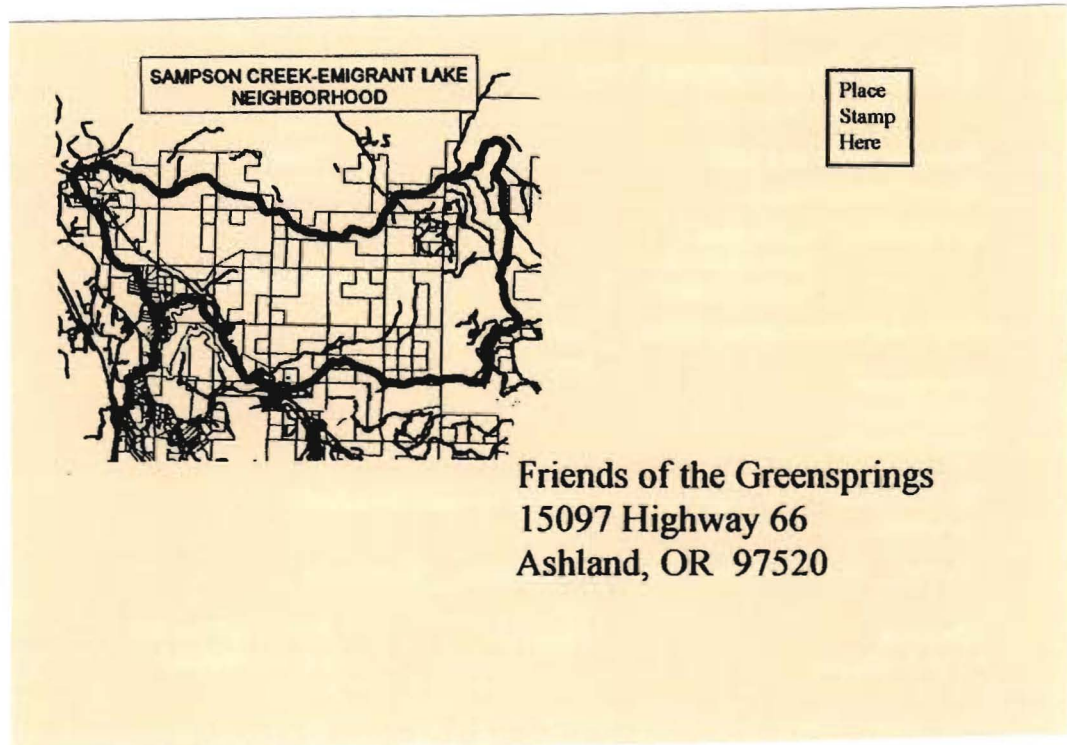 SAMPSON CREEK-EMIGRANT LAKE
NEIGHBORHOOD
Place
Stamp
Here
Friends of the Greensprings
15097 Highway 66
Ashland, OR 97520